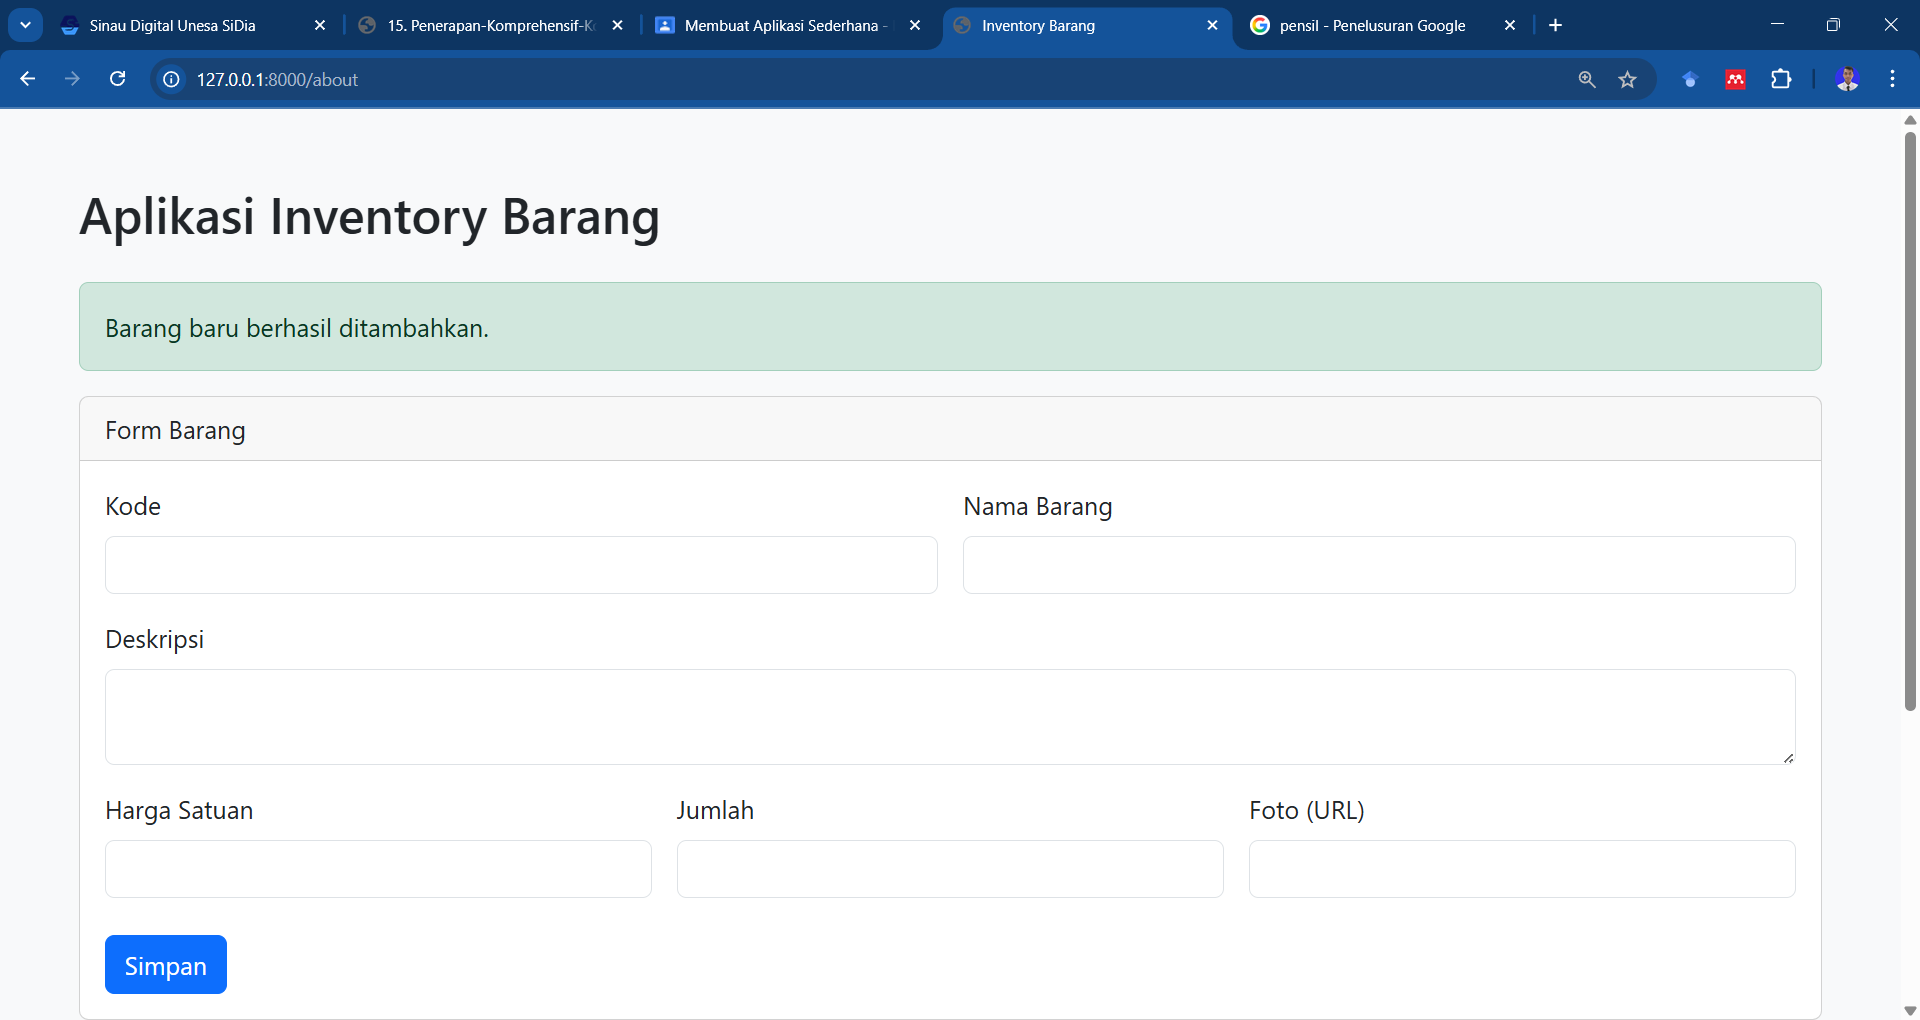 Sinau Digital Unesa SiDia
15. Penerapan-Komprehensif-K
Membuat Aplikasi Sederhana -
Inventory Barang
pensil - Penelusuran Google
127.0.0.1:8000/about
Aplikasi Inventory Barang
Barang baru berhasil ditambahkan.
Form Barang
Kode
Nama Barang
Deskripsi
Harga Satuan
Jumlah
Foto (URL)
Simpan